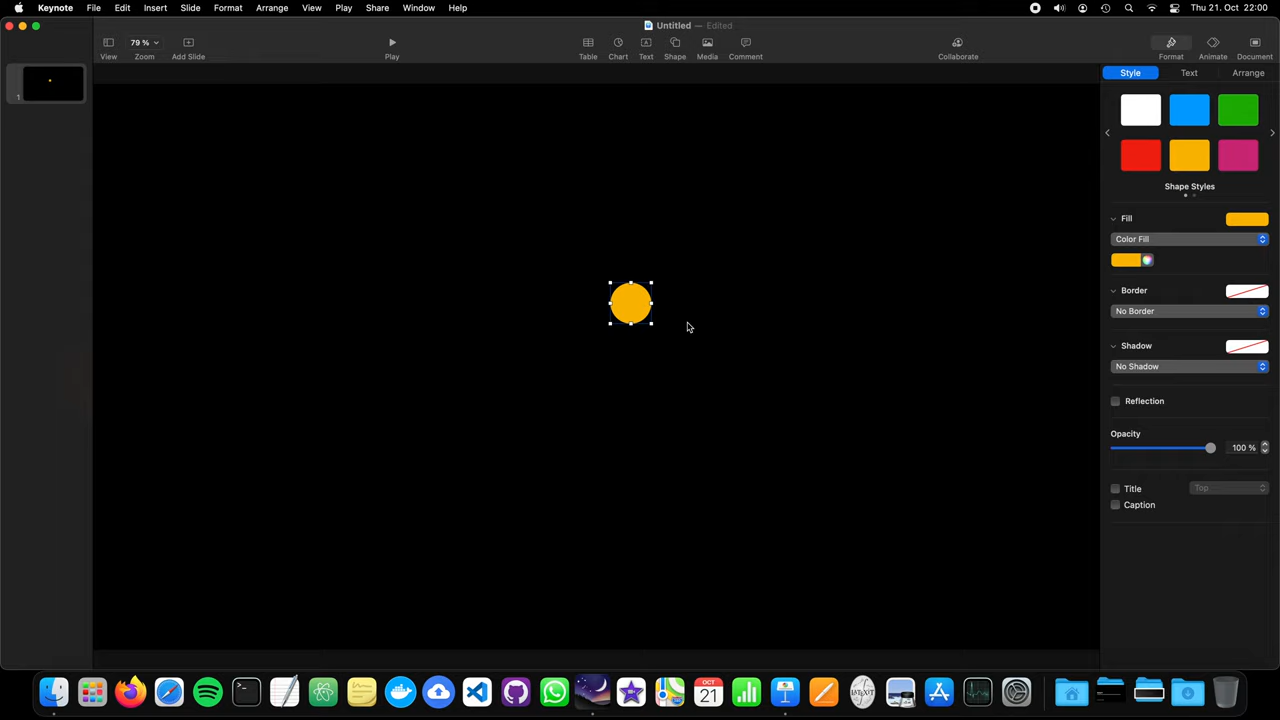 Keynote File Edit Insert Slide Format Arrange View Play Share Window Help Thu 21. Oct 22:00
Untitled — Edited
79 %
View Zoom Add Slide Play Table Chart Text Shape Media Comment Collaborate Format Animate Document
Style Text Arrange
1
Shape Styles
Fill
Color Fill
Border
No Border
Shadow
No Shadow
Reflection
Opacity
100 %
Title Top
Caption
OCT
21